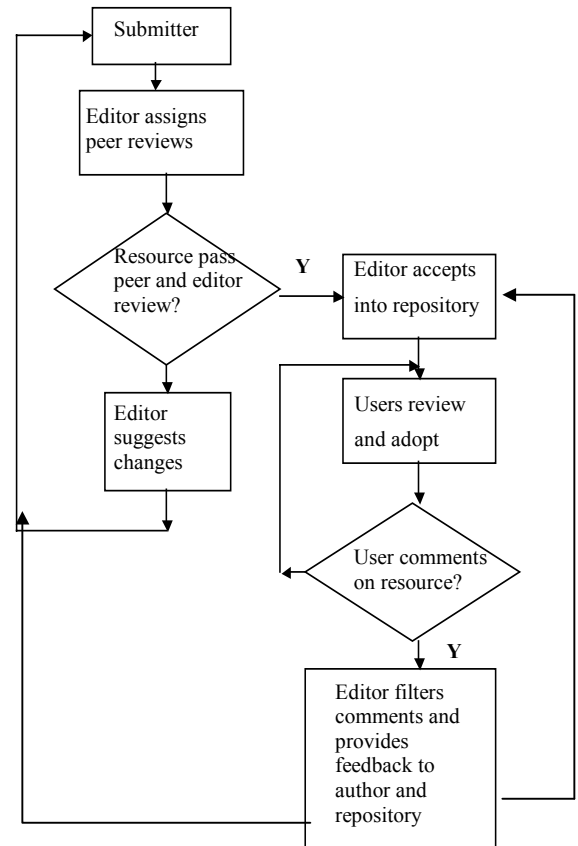 Submitter
Editor assigns
peer reviews
Resource pass
peer and editor
review?
Y
Editor accepts
into repository
Editor
suggests
changes
Users review
and adopt
User comments
on resource?
Y
Editor filters
comments and
provides
feedback to
author and
repository